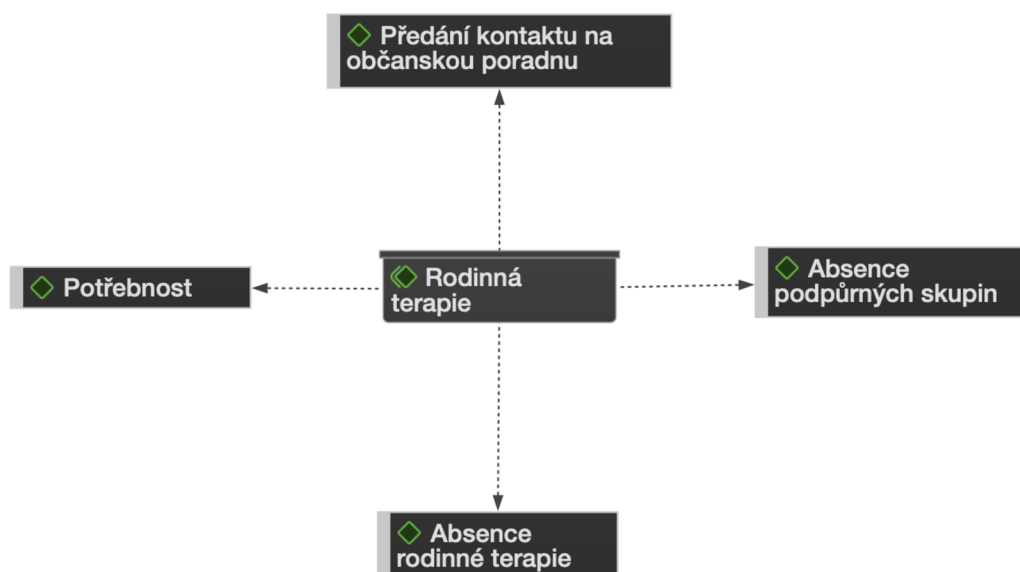 Předání kontaktu na
občanskou poradnu
Potřebnost
Rodinná
terapie
Absence
podpůrných skupin
Absence
rodinné terapie